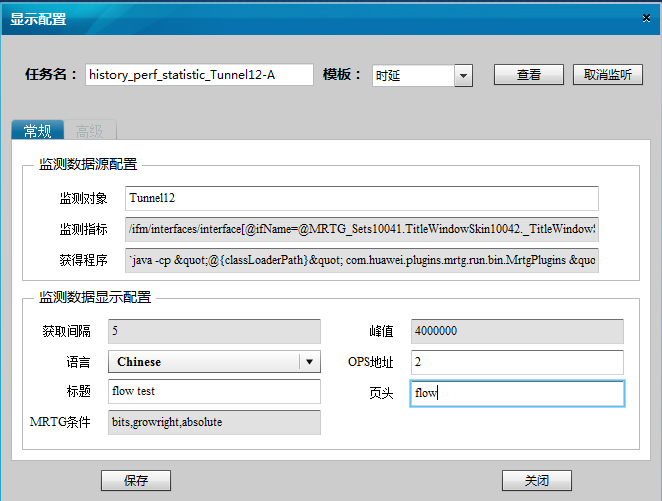 显示配置 ×
任务名： history_perf_statistic_Tunnel12-A 模板： 时延 查看 取消监听
常规 高级
监测数据源配置
监测对象 Tunnel12
监测指标 /ifm/interfaces/interface[@ifName=@MRTG_Sets10041.TitleWindowSkin10042._TitleWindowS
获得程序 `java -cp &quot;@{classLoaderPath}&quot; com.huawei.plugins.mrtg.run.bin.MrtgPlugins &quo
监测数据显示配置
获取间隔 5 峰值 4000000
语言 Chinese OPS地址 2
标题 flow test 页头 flow
MRTG条件 bits,growright,absolute
保存 关闭